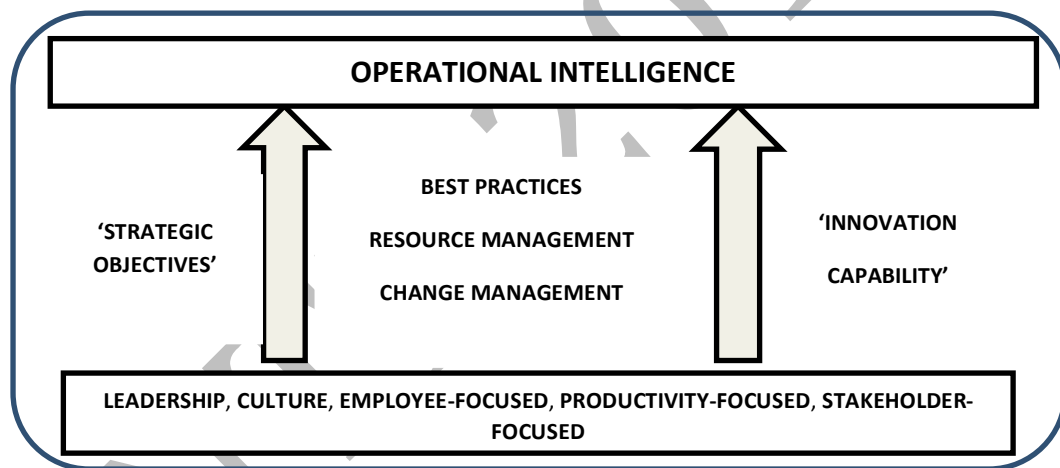 OPERATIONAL INTELLIGENCE
BEST PRACTICES
‘STRATEGIC
OBJECTIVES’
RESOURCE MANAGEMENT
CHANGE MANAGEMENT
‘INNOVATION
CAPABILITY’
LEADERSHIP, CULTURE, EMPLOYEE-FOCUSED, PRODUCTIVITY-FOCUSED, STAKEHOLDER-
FOCUSED